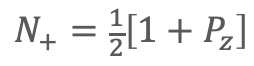 N₊ = ½[1 + P_z]